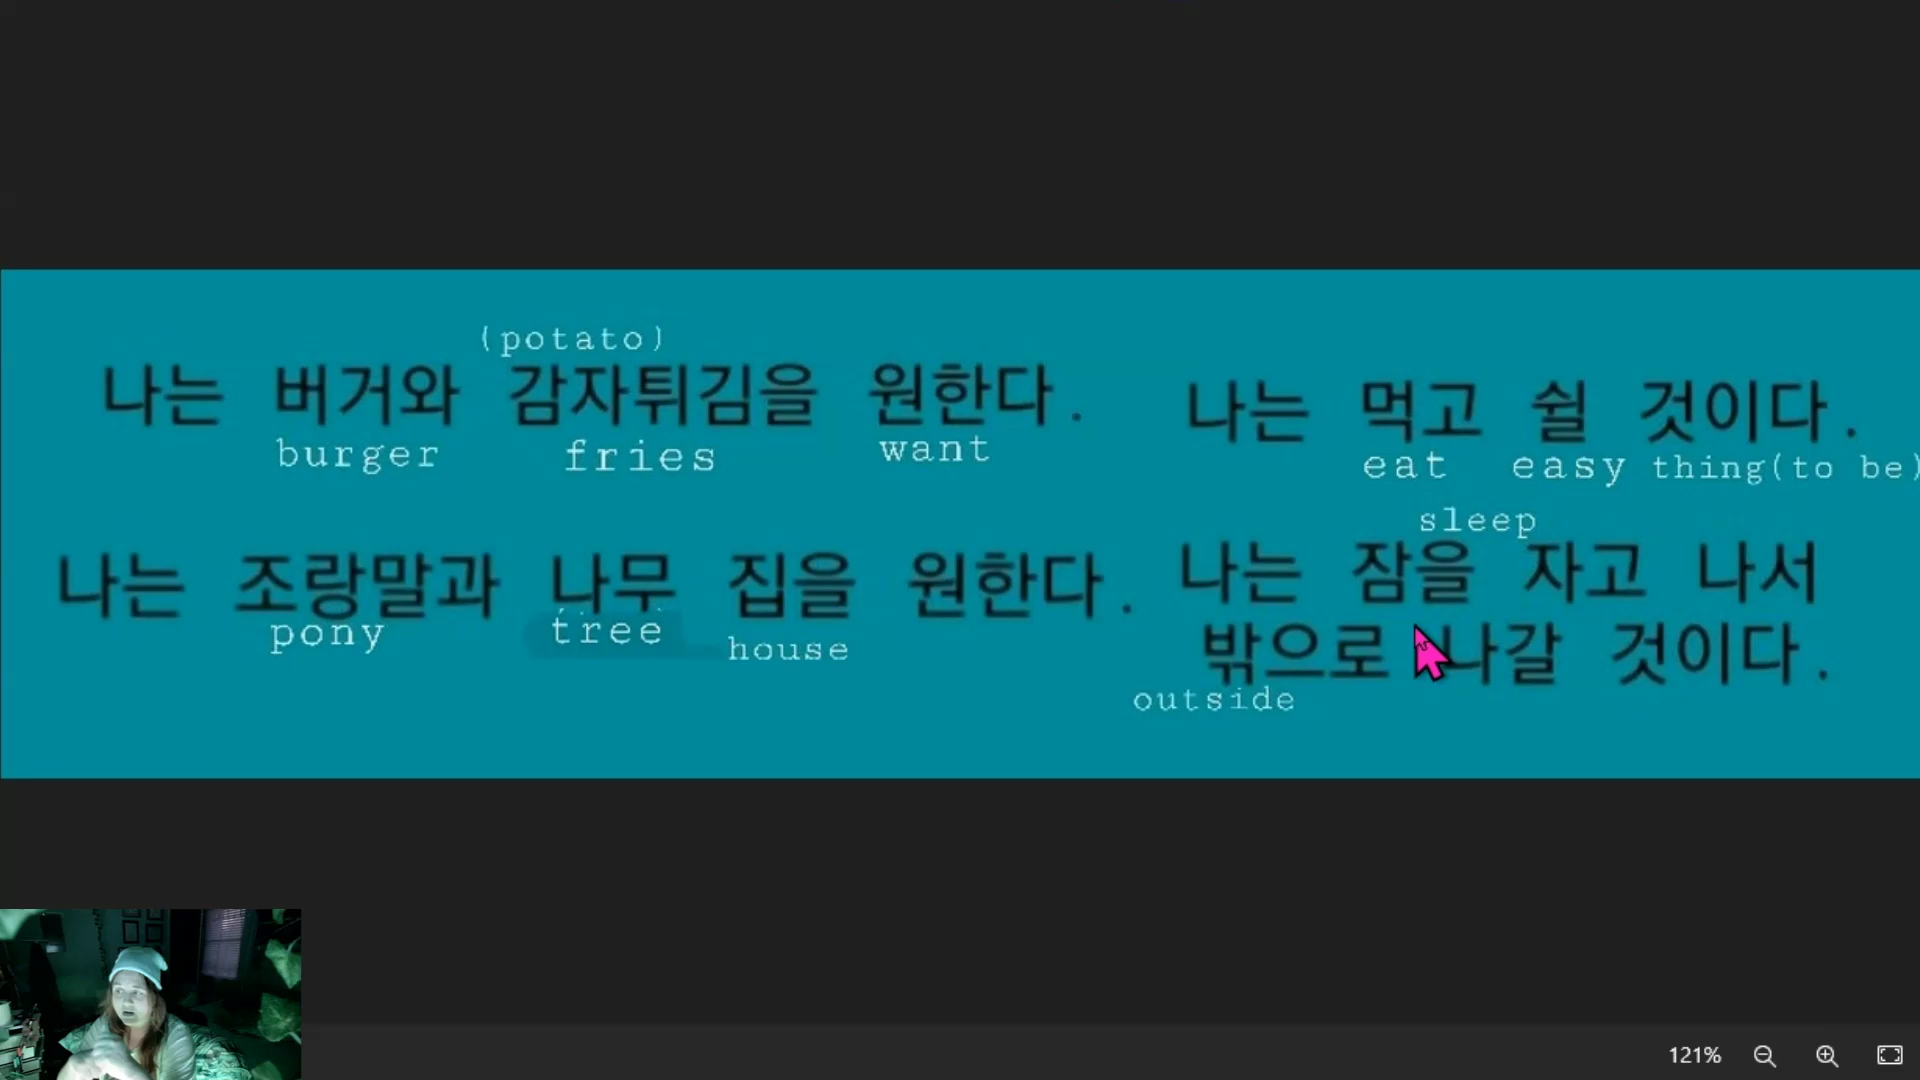 (potato)
나는 버거와 감자튀김을 원한다.
burger fries want
나는 조랑말과 나무 집을 원한다.
pony tree house
나는 먹고 쉴 것이다.
eat easy thing(to be)
sleep
나는 잠을 자고 나서
밖으로 나갈 것이다.
outside
121%